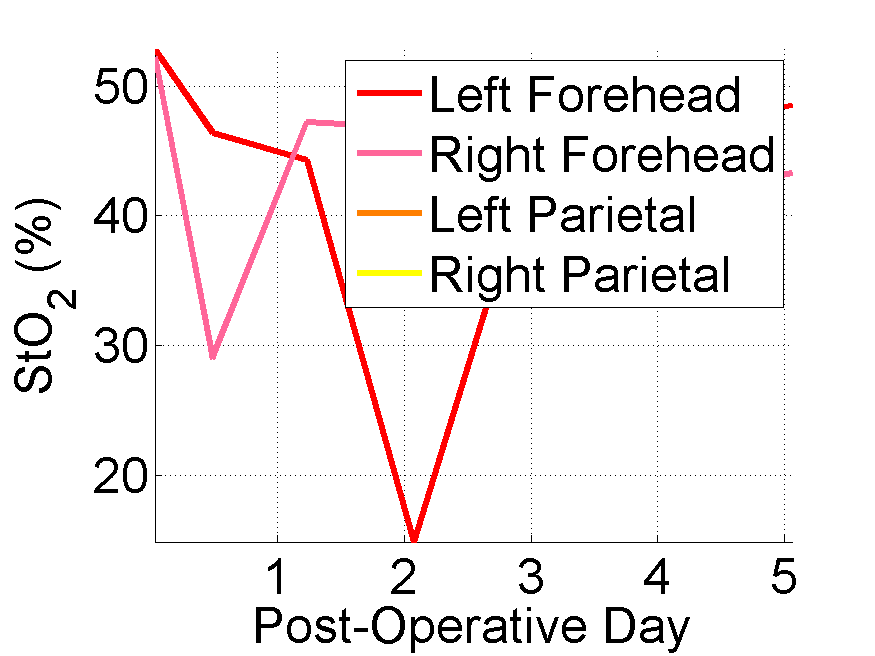 50
40
30
20
StO2 (%)
Left Forehead
Right Forehead
Left Parietal
Right Parietal
1 2 3 4 5
Post-Operative Day